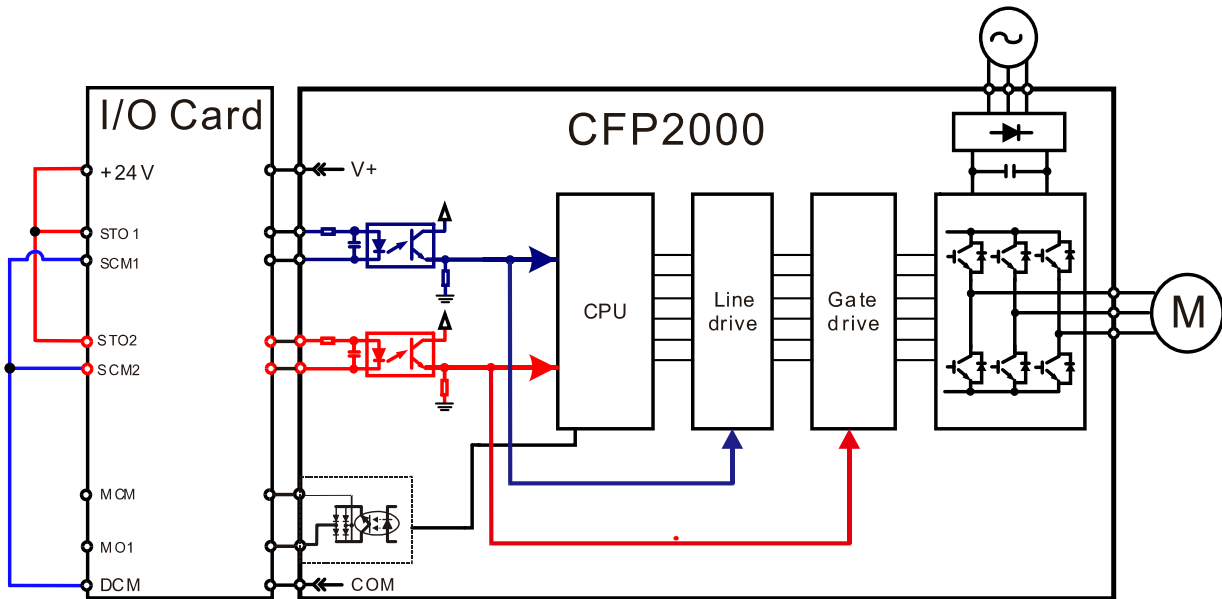 I/O Card
CFP2000
+24V
V+
STO1
SCM1
CPU
Line
drive
Gate
drive
M
STO2
SCM2
MCM
MO1
DCM
COM